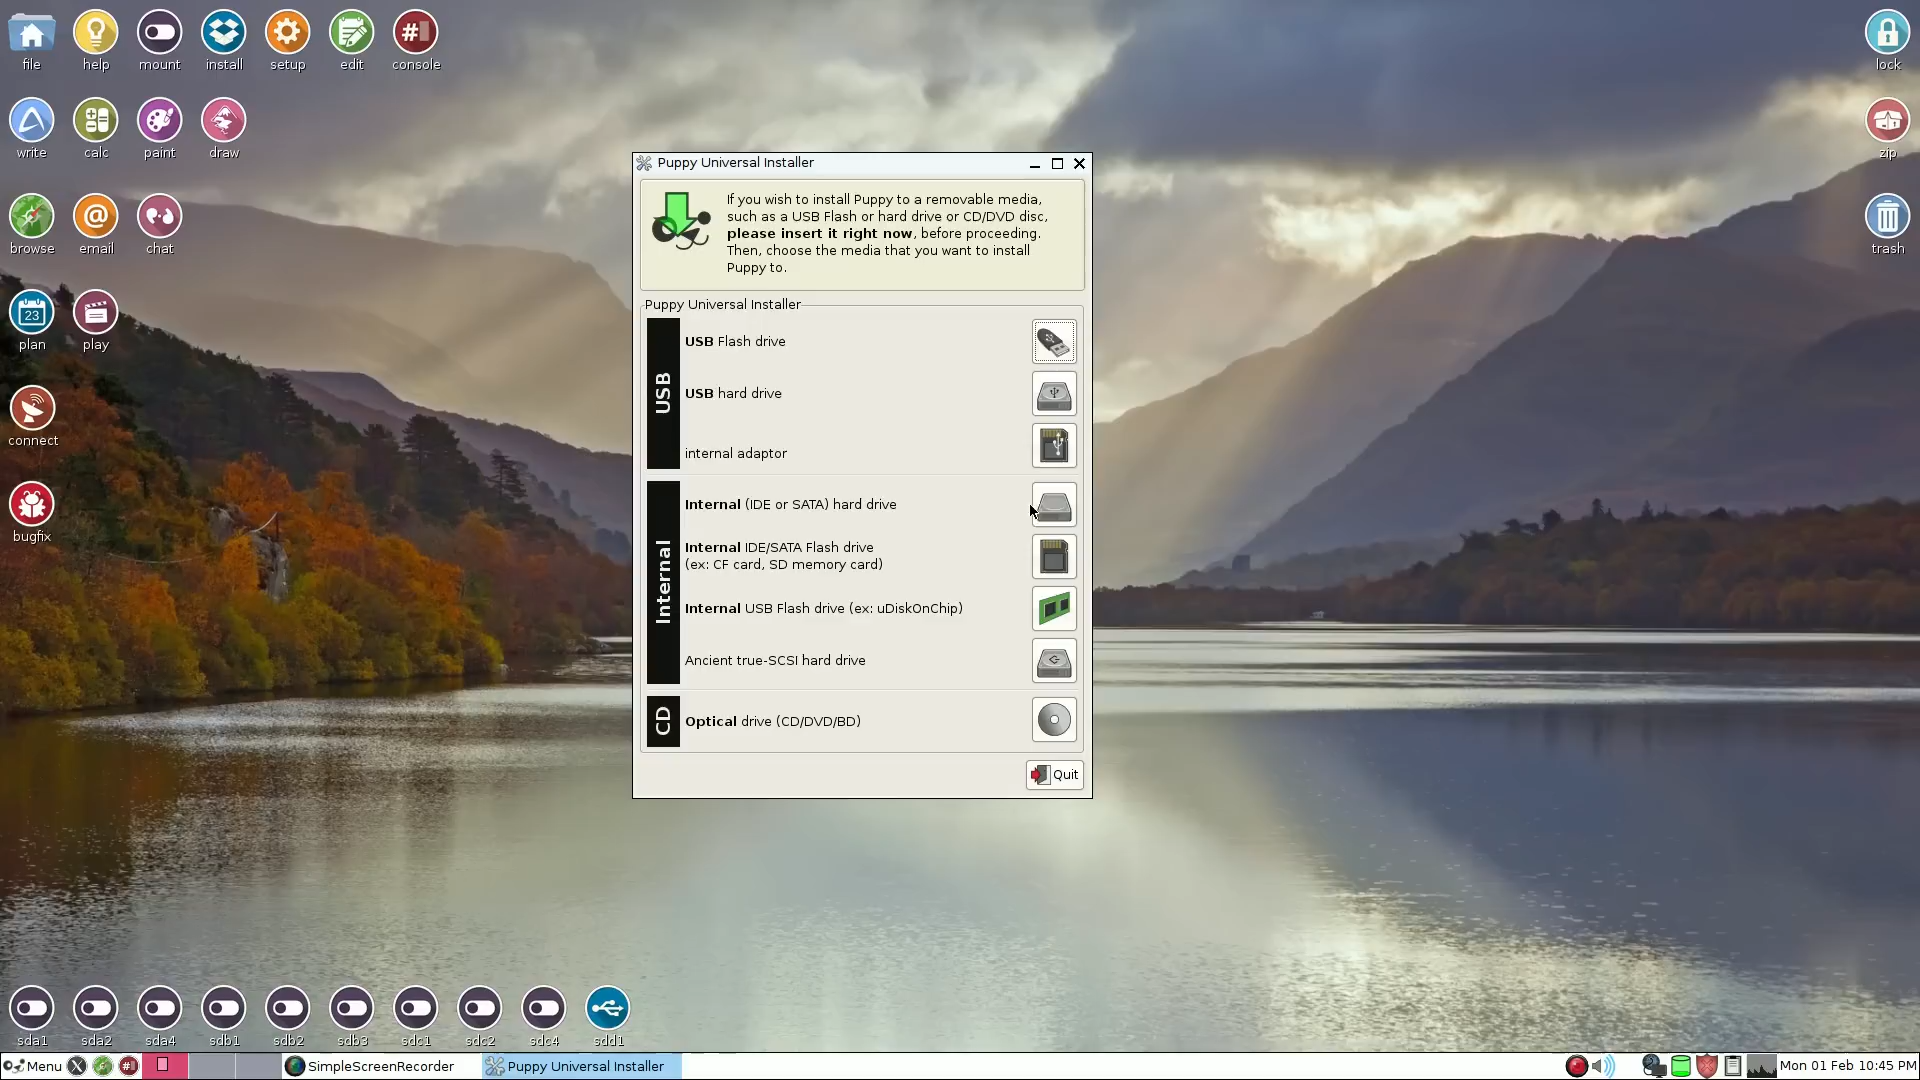 file
help
mount
install
setup
edit
console
lock
write
calc
paint
draw
zip
browse
email
chat
trash
23
plan
play
connect
bugfix
Puppy Universal Installer
If you wish to install Puppy to a removable media,
such as a USB Flash or hard drive or CD/DVD disc,
please insert it right now, before proceeding.
Then, choose the media that you want to install
Puppy to.
Puppy Universal Installer
USB
USB Flash drive
USB hard drive
internal adaptor
Internal
Internal (IDE or SATA) hard drive
Internal IDE/SATA Flash drive
(ex: CF card, SD memory card)
Internal USB Flash drive (ex: uDiskOnChip)
Ancient true-SCSI hard drive
CD
Optical drive (CD/DVD/BD)
Quit
sda1
sda2
sda4
sdb1
sdb2
sdb3
sdc1
sdc2
sdc4
sdd1
Menu
SimpleScreenRecorder
Puppy Universal Installer
Mon 01 Feb 10:45 PM